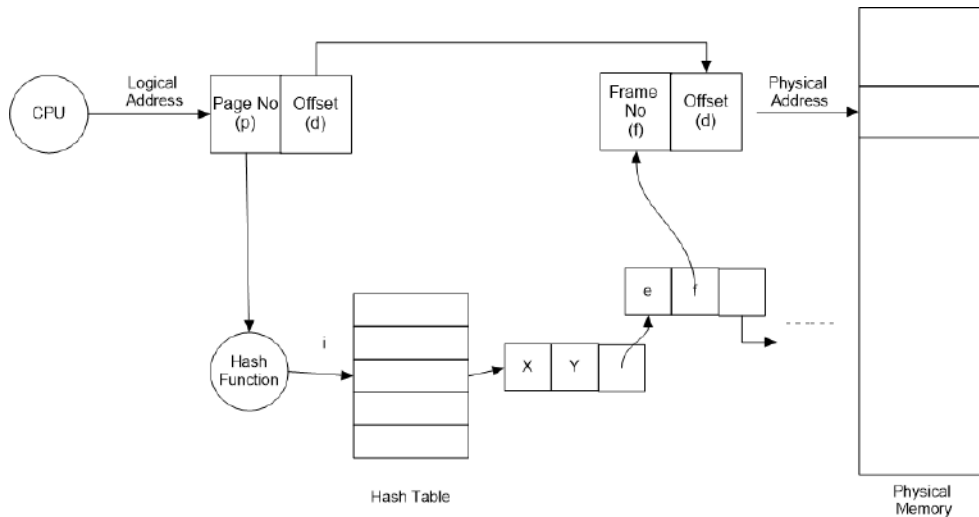 CPU
Logical
Address
Page No
(p)
Offset
(d)
Frame
No
(f)
Offset
(d)
Physical
Address
e
f
Hash
Function
i
X
Y
Hash Table
Physical
Memory